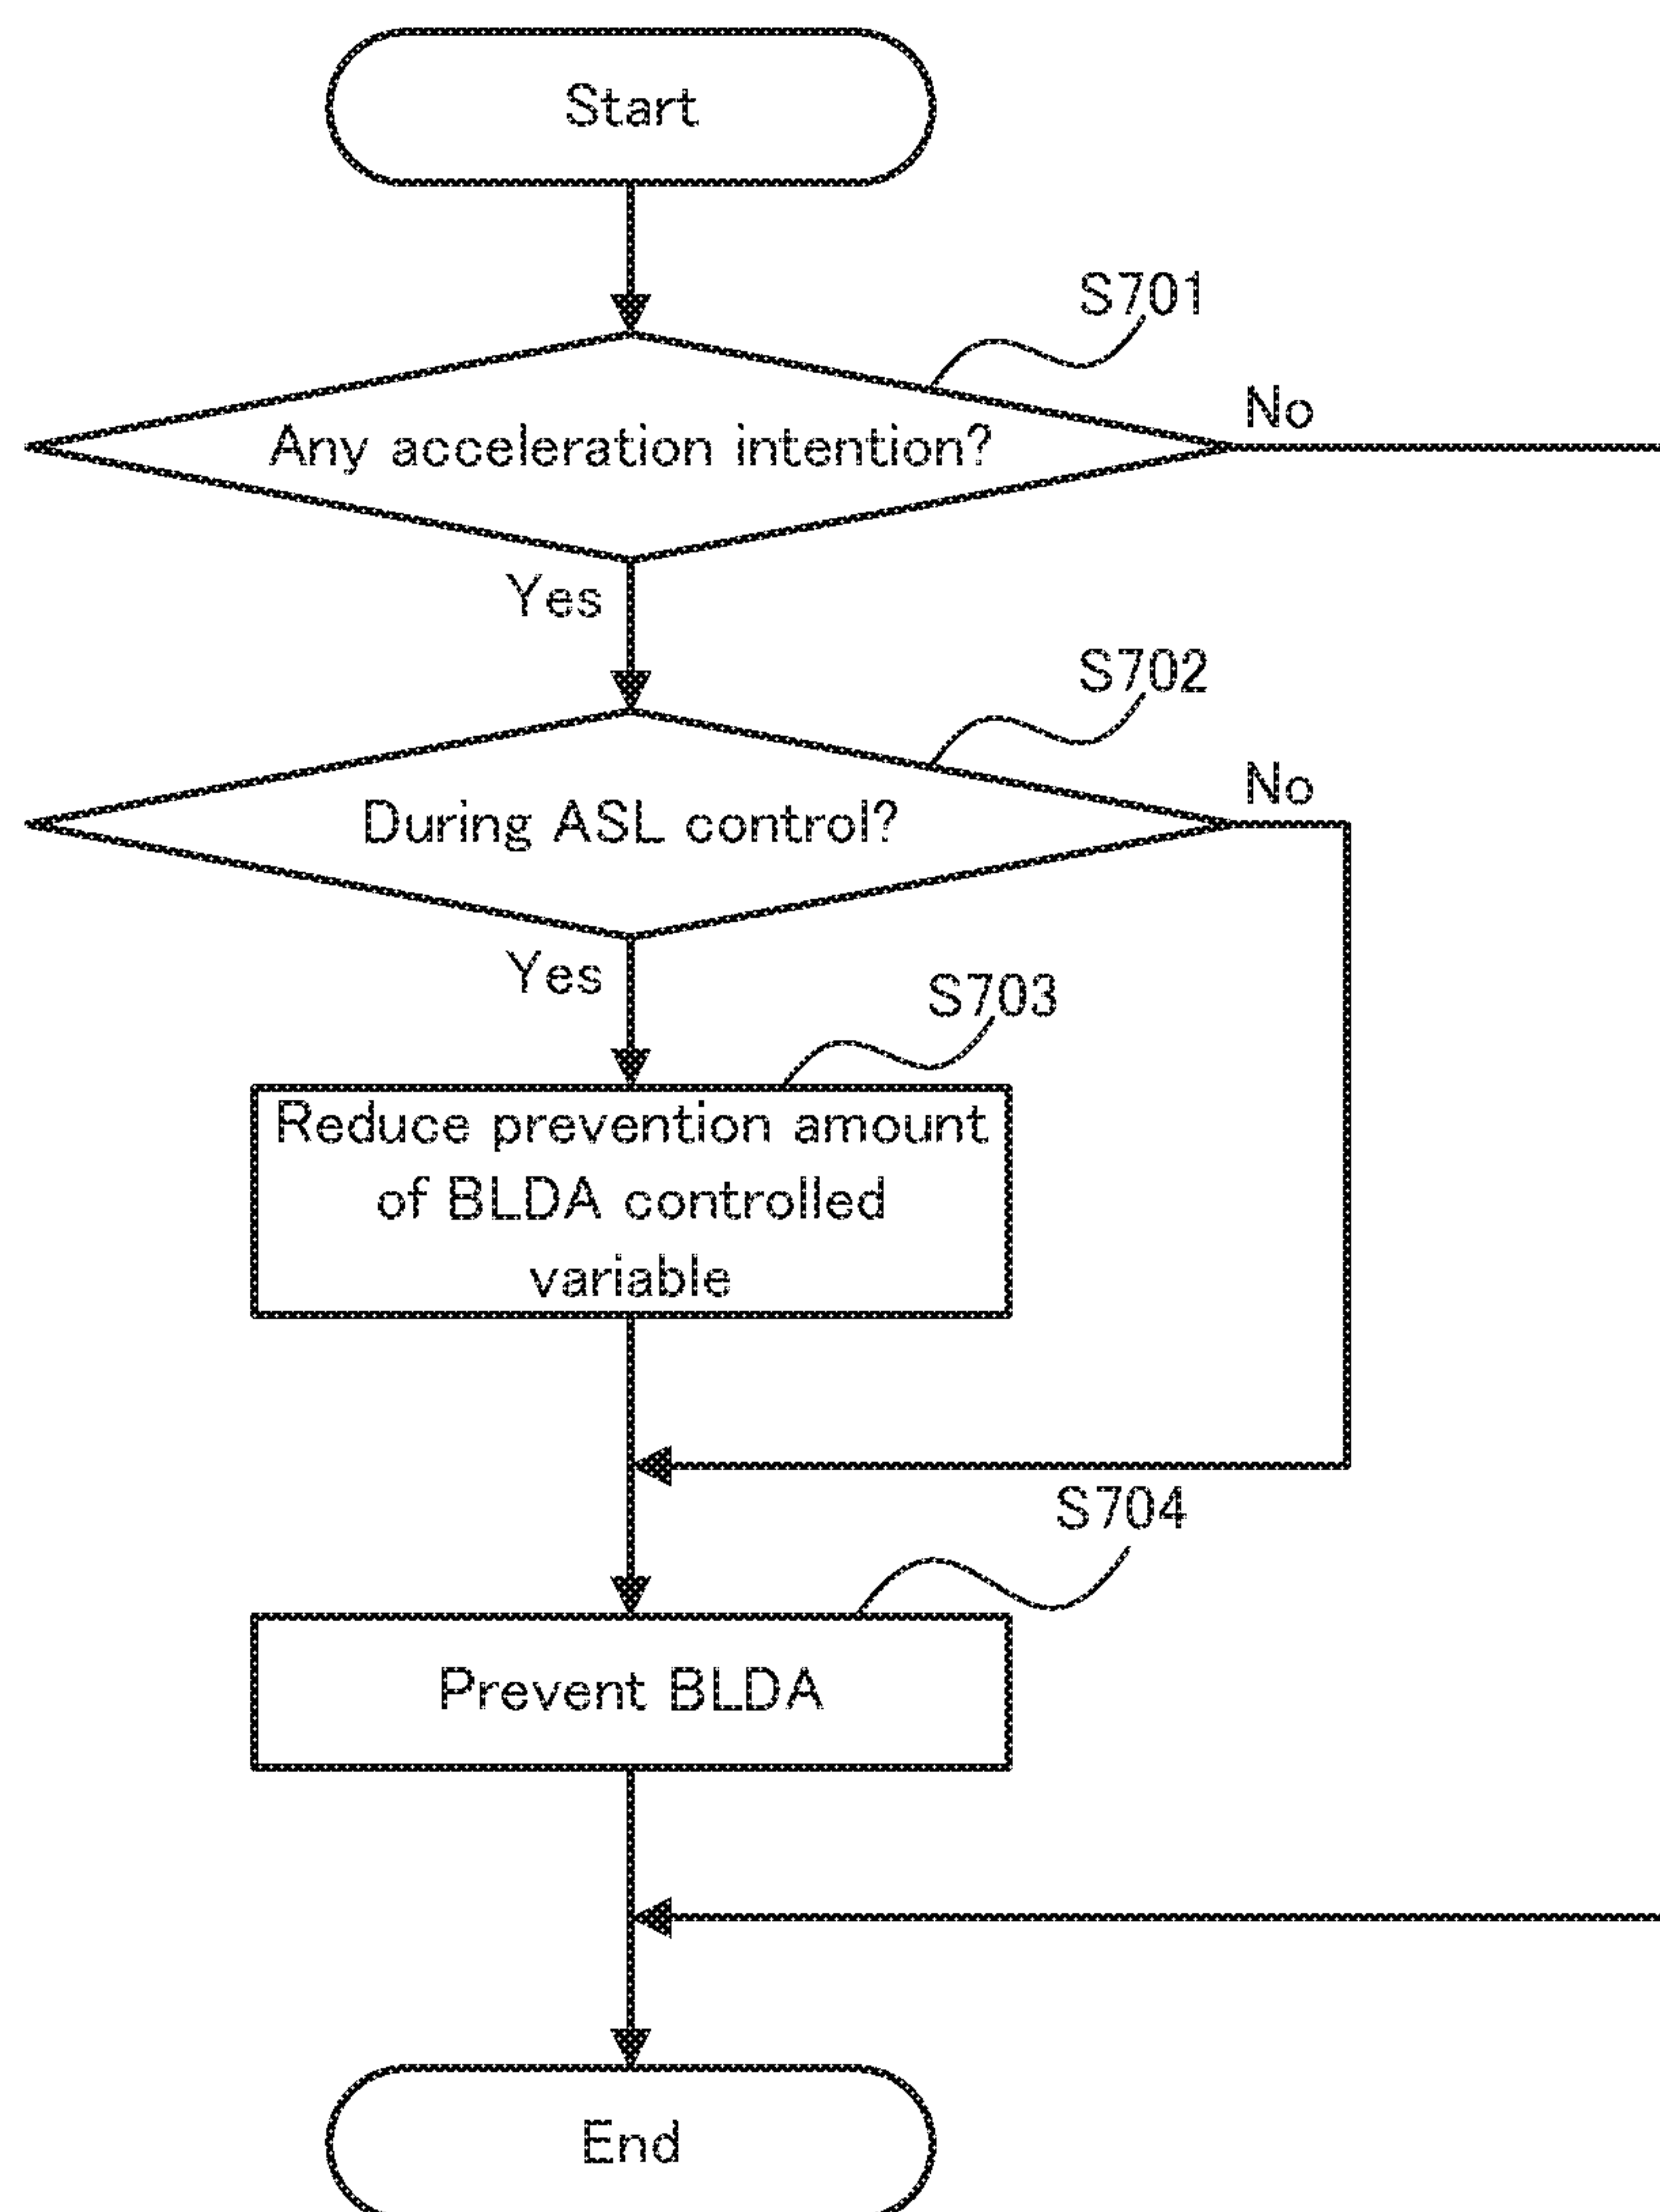 Start
S701
Any acceleration intention?
No
Yes
S702
During ASL control?
No
Yes
S703
Reduce prevention amount
of BLDA controlled
variable
S704
Prevent BLDA
End